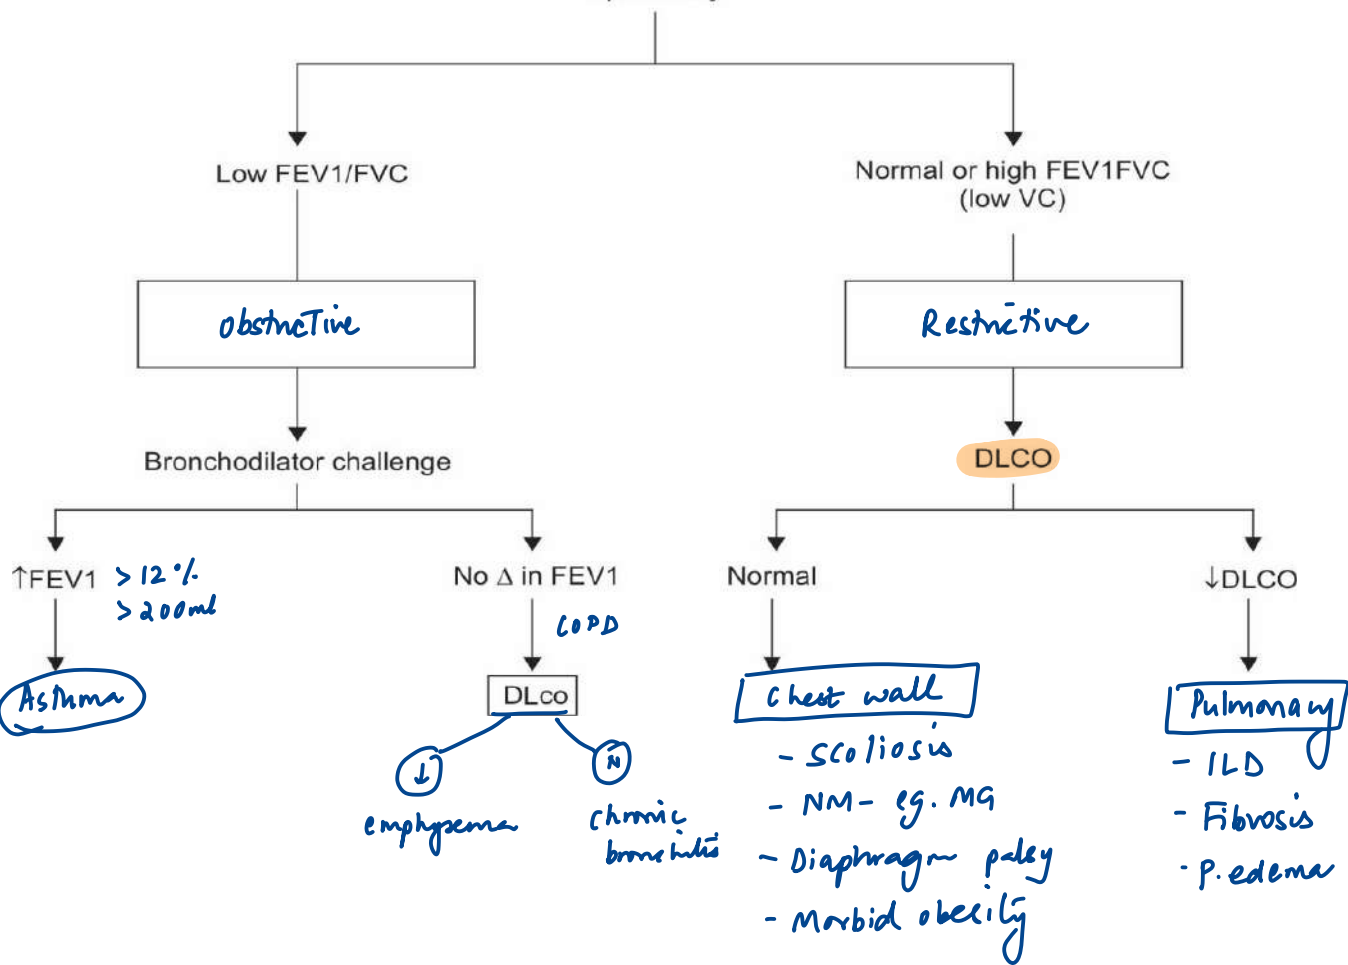 Low FEV1/FVC
Normal or high FEV1FVC
(low VC)
Obstructive
Restrictive
Bronchodilator challenge
DLCO
↑FEV1 >12%
>200ml
No Δ in FEV1
Normal
↓DLCO
COPD
Asthma
DLco
Chest wall
Pulmonary
↓
N
emphysema
chronic
bronchitis
- Scoliosis
- NM - eg. MG
- Diaphragm palsy
- Morbid obesity
- ILD
- Fibrosis
- P. edema